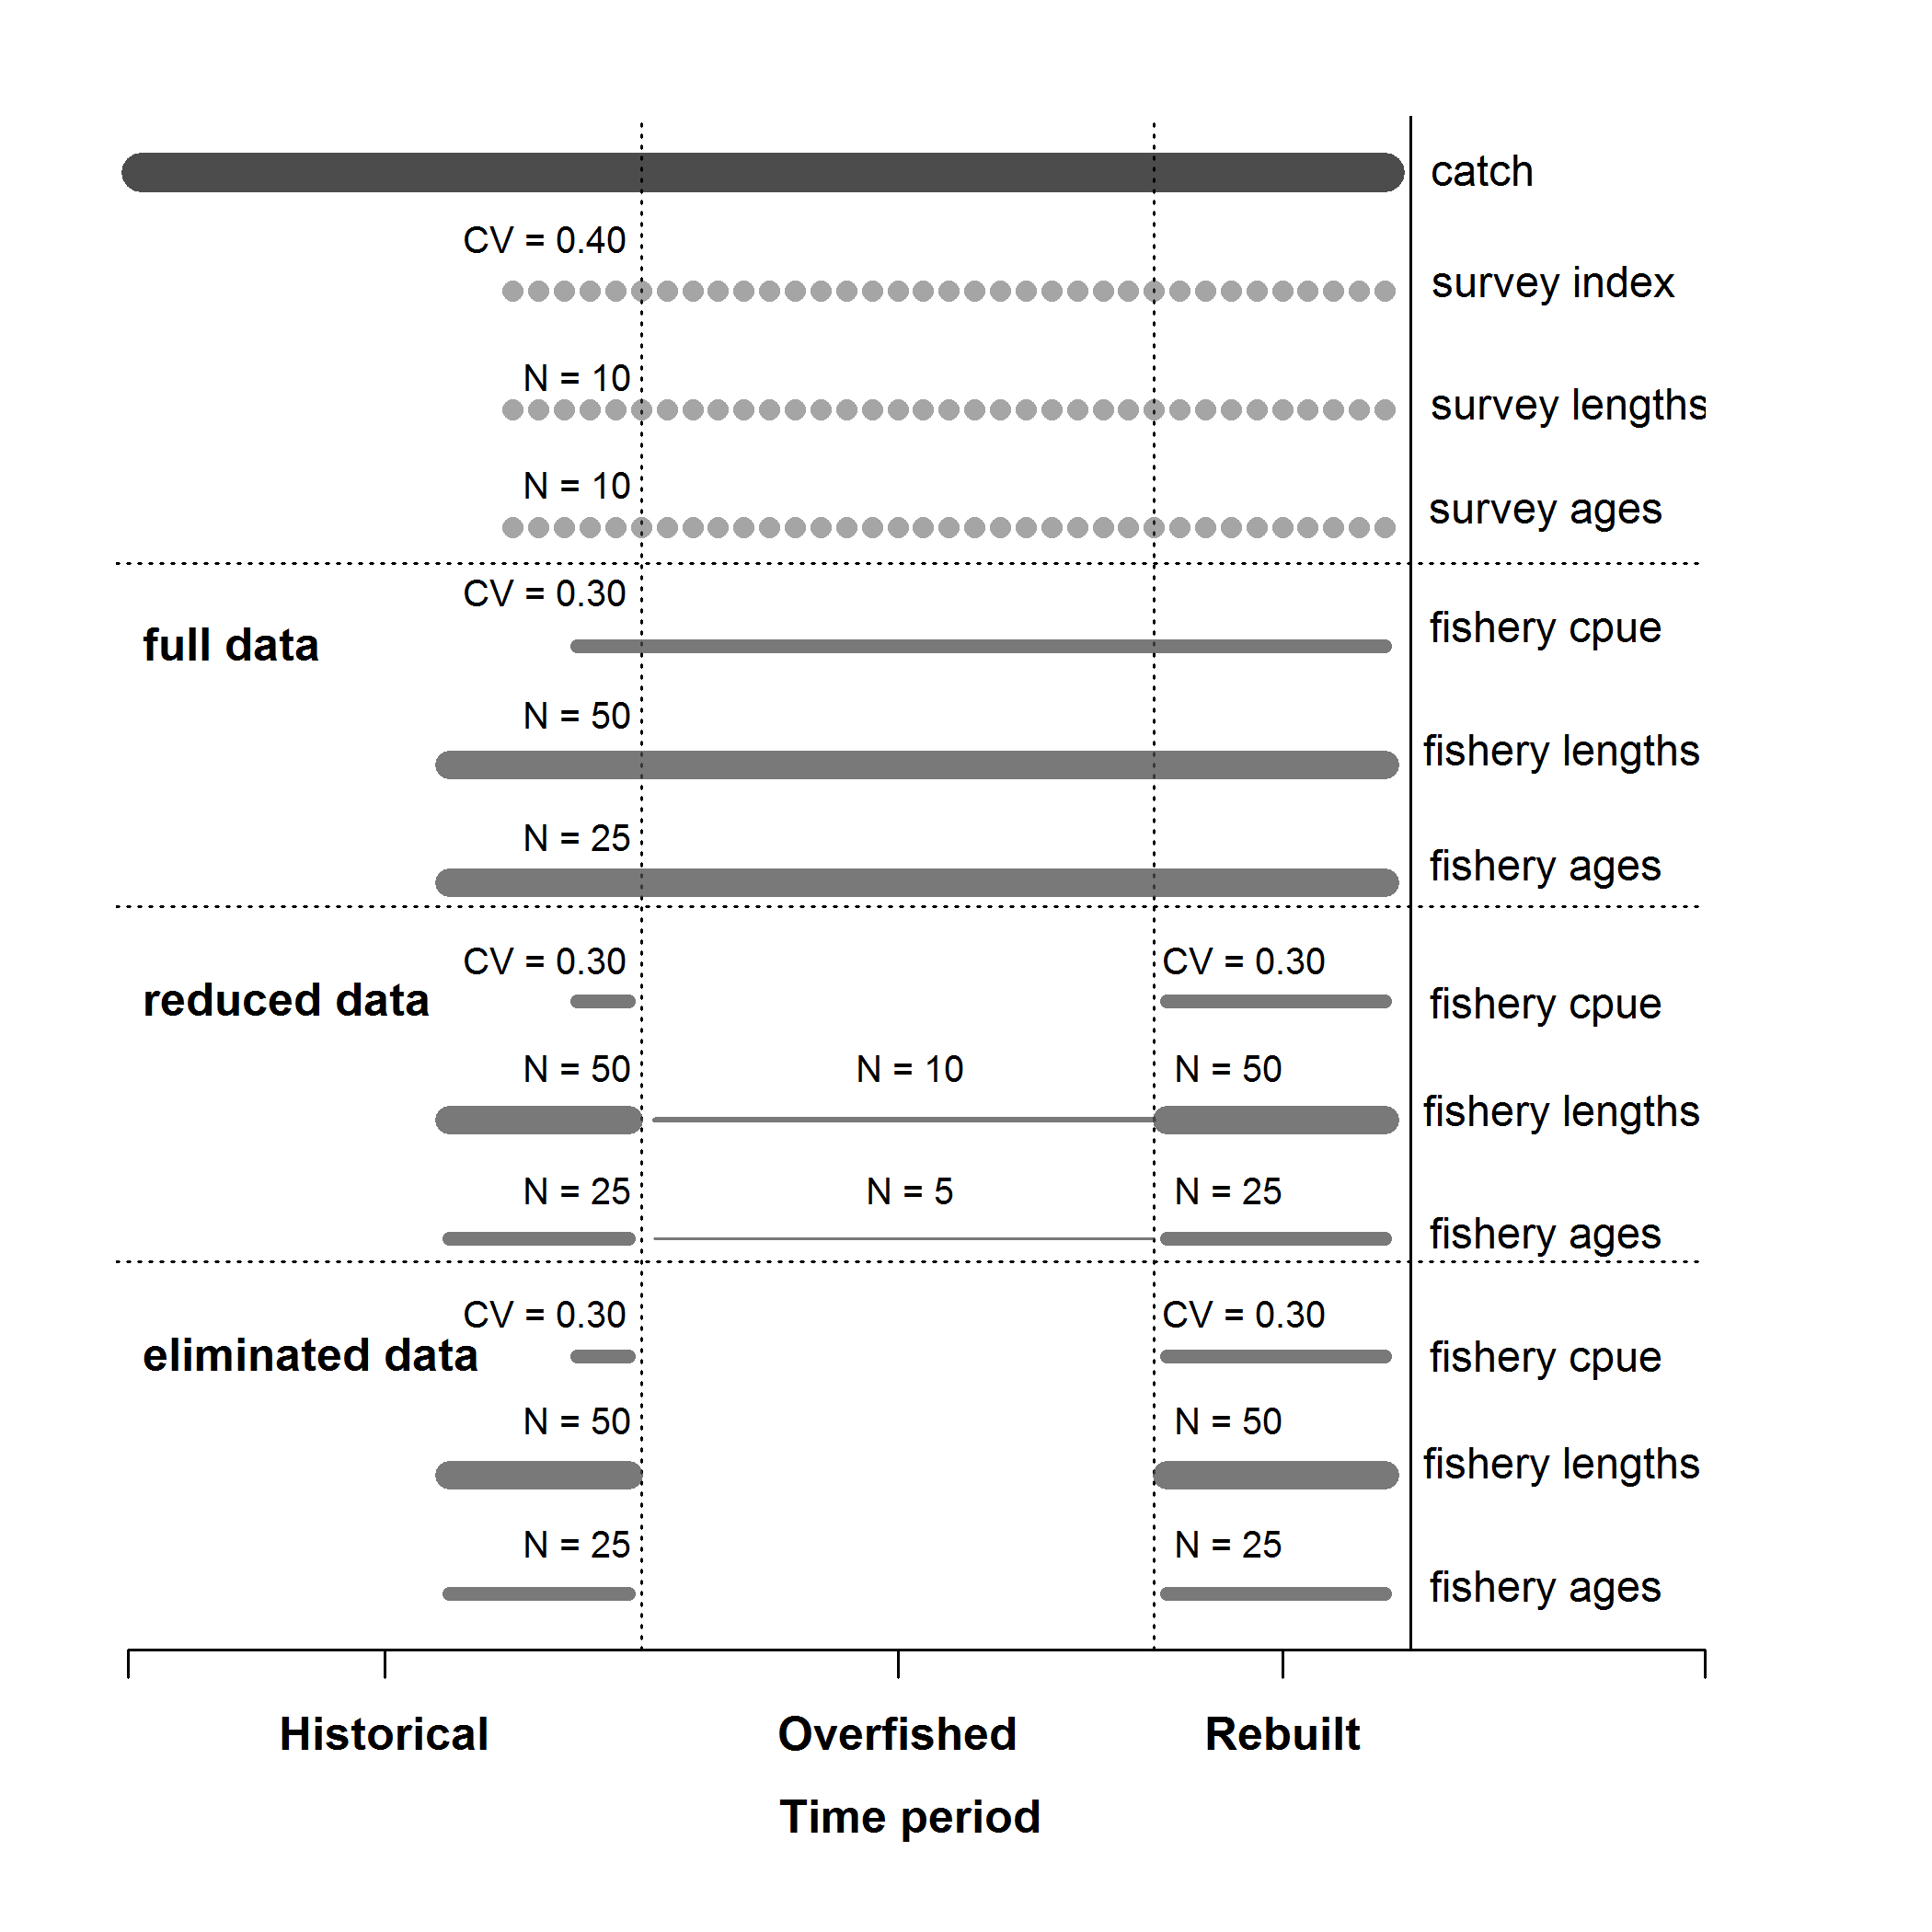 catch
CV = 0.40
survey index
N = 10
survey lengths
N = 10
survey ages
CV = 0.30
full data
fishery cpue
N = 50
fishery lengths
N = 25
fishery ages
CV = 0.30 CV = 0.30
reduced data
fishery cpue
N = 50 N = 10 N = 50
fishery lengths
N = 25 N = 5 N = 25
fishery ages
CV = 0.30 CV = 0.30
eliminated data
fishery cpue
N = 50 N = 50
fishery lengths
N = 25 N = 25
fishery ages
Historical Overfished Rebuilt
Time period